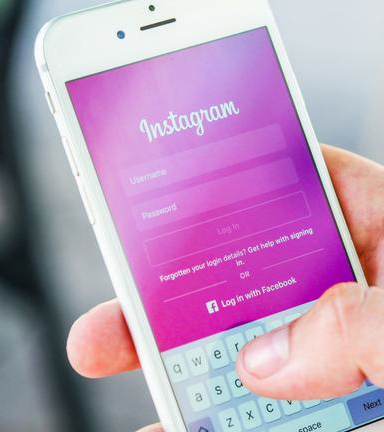 Instagram
Username
Password
Log In
Forgotten your login details? Get help with signing
in.
OR
Log in with Facebook
q w e r
a s d
z x c
space
Next